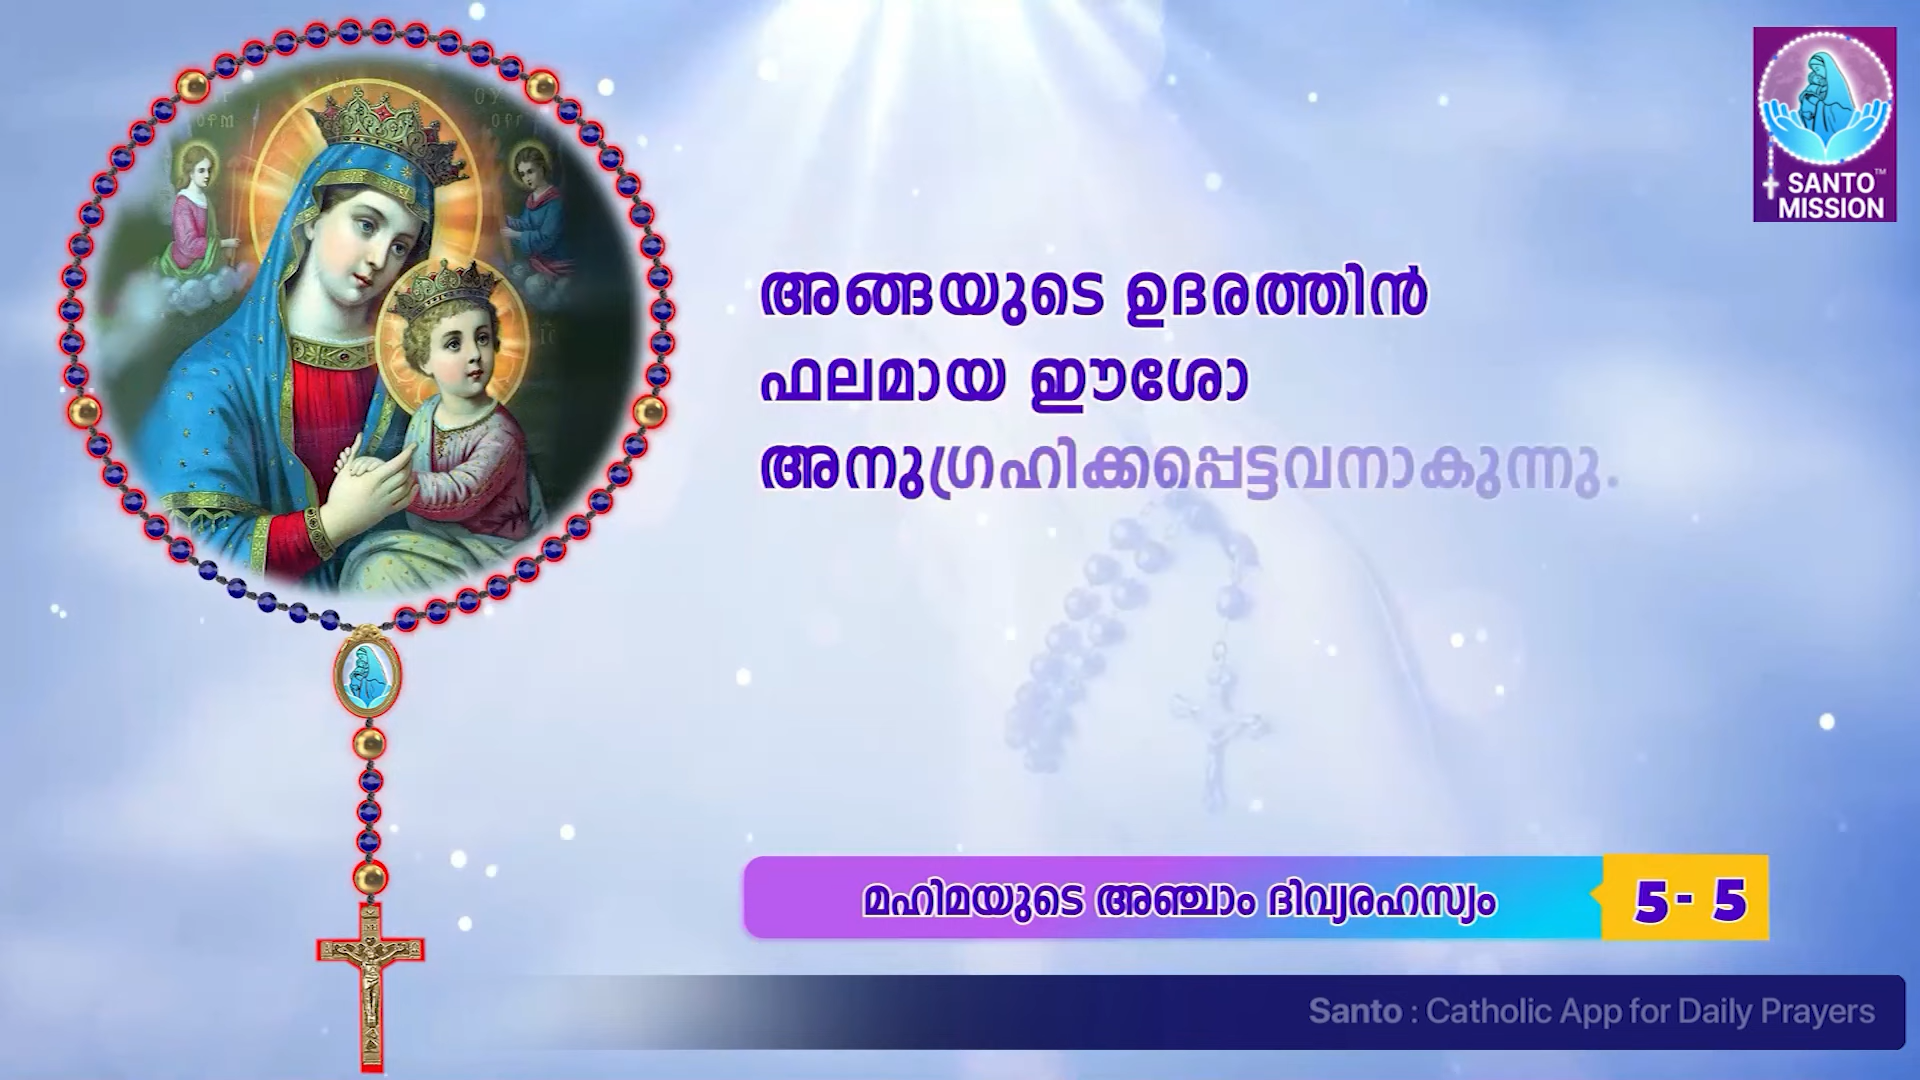 SANTO™
MISSION
അങ്ങയുടെ ഉദരത്തിൻ
ഫലമായ ഈശോ
അനുഗ്രഹിക്കപ്പെട്ടവനാകുന്നു.
മഹിമയുടെ അഞ്ചാം ദിവ്യരഹസ്യം
5- 5
Santo : Catholic App for Daily Prayers